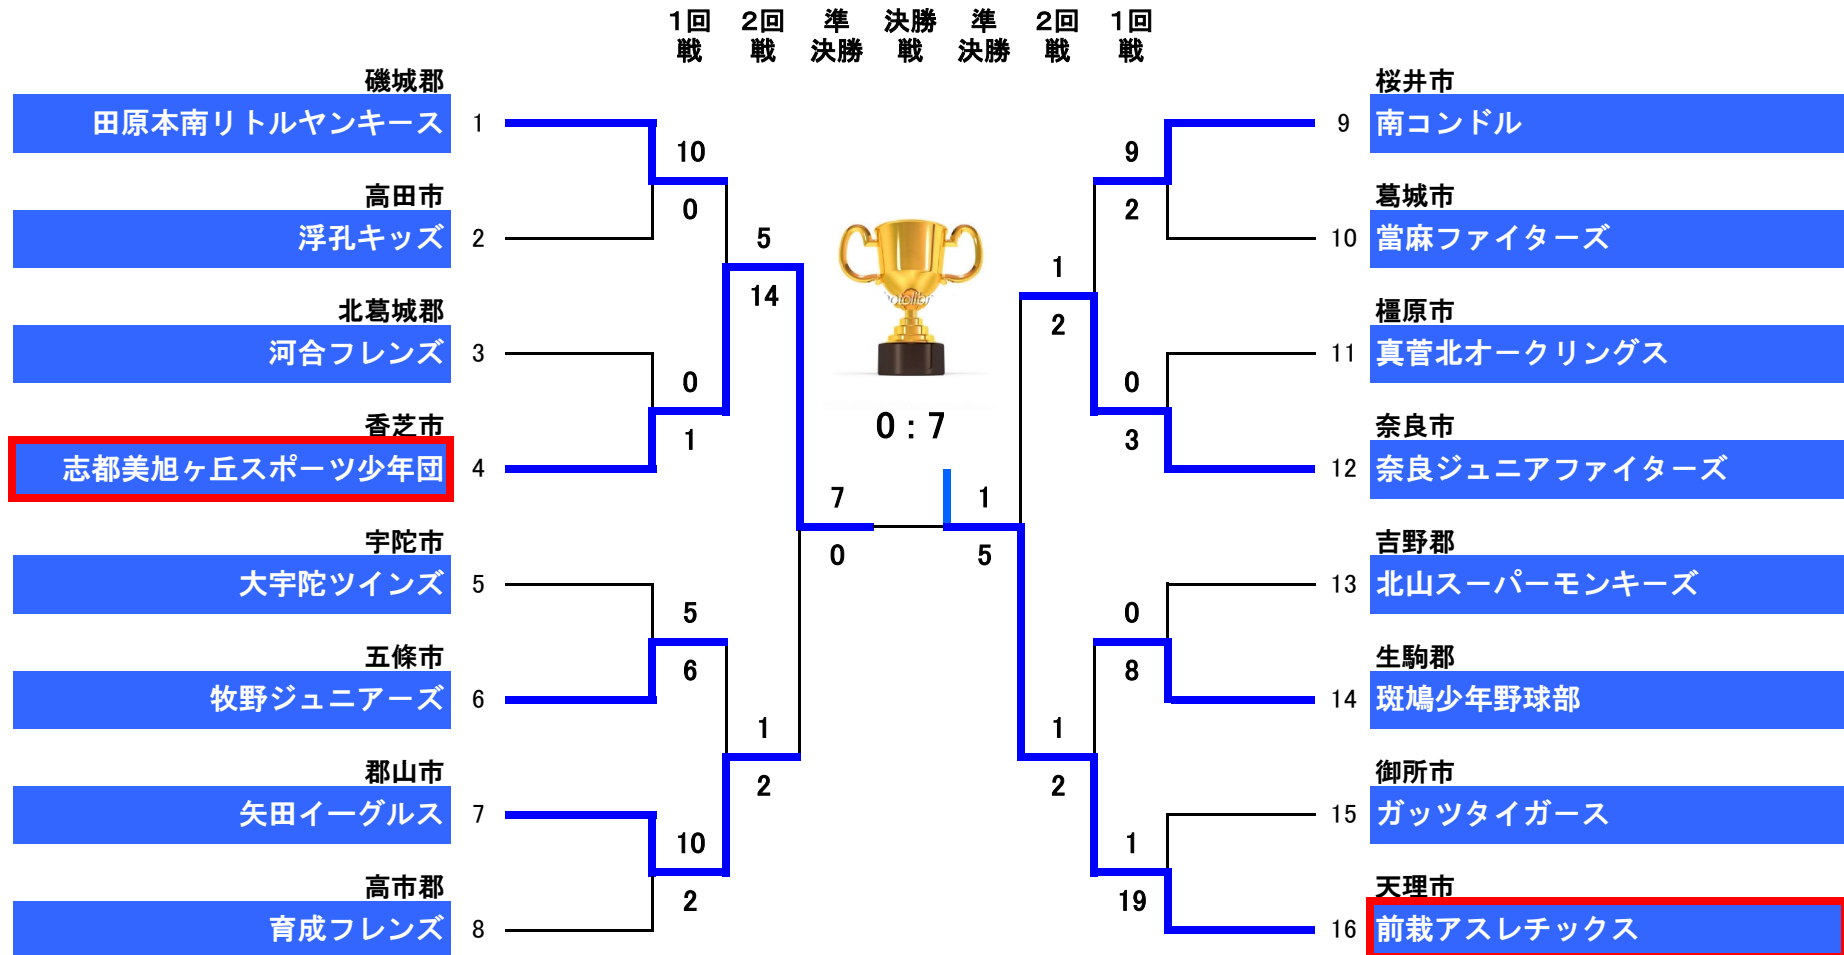 1回 2回 準 決勝 準 2回 1回
戦 戦 決勝 戦 決勝 戦 戦
磯城郡 桜井市
田原本南リトルヤンキース 1 9 南コンドル
10 9
高田市 葛城市
0 2
浮孔キッズ 2 5 10 當麻ファイターズ
1
14
北葛城郡 橿原市
2
河合フレンズ 3 11 真菅北オークリングス
0 0
香芝市 0：7 奈良市
1 3
志都美旭ヶ丘スポーツ少年団 4 12 奈良ジュニアファイターズ
7 1
宇陀市 吉野郡
0 5
大宇陀ツインズ 5 13 北山スーパーモンキーズ
5 0
五條市 生駒郡
6 8
牧野ジュニアーズ 6 14 斑鳩少年野球部
1 1
郡山市 御所市
2 2
矢田イーグルス 7 15 ガッツタイガース
10 1
高市郡 天理市
2 19
育成フレンズ 8 16 前栽アスレチックス